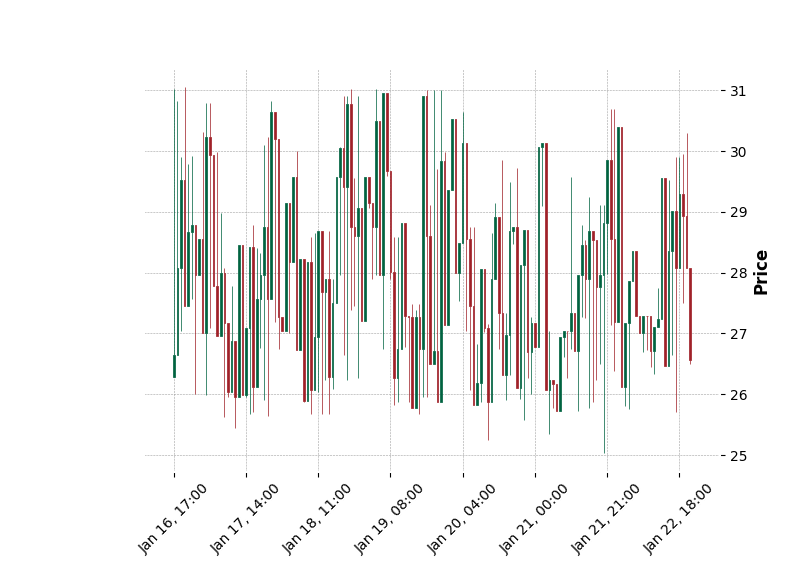 31
30
29
28
27
26
25
Price
Jan 16, 17:00
Jan 17, 14:00
Jan 18, 11:00
Jan 19, 08:00
Jan 20, 04:00
Jan 21, 00:00
Jan 21, 21:00
Jan 22, 18:00